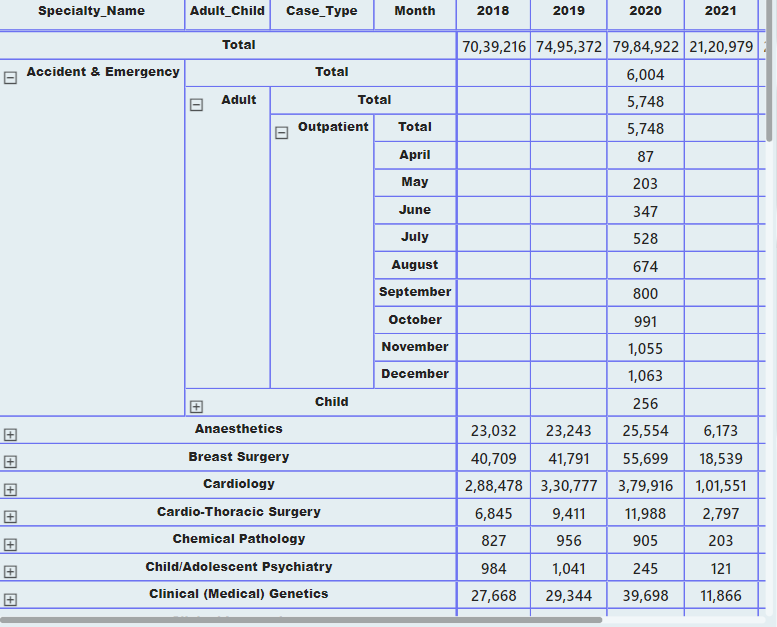 Specialty_Name Adult_Child Case_Type Month 2018 2019 2020 2021
Total 70,39,216 74,95,372 79,84,922 21,20,979
Accident & Emergency Total 6,004
Adult Total 5,748
Outpatient Total 5,748
April 87
May 203
June 347
July 528
August 674
September 800
October 991
November 1,055
December 1,063
Child 256
Anaesthetics 23,032 23,243 25,554 6,173
Breast Surgery 40,709 41,791 55,699 18,539
Cardiology 2,88,478 3,30,777 3,79,916 1,01,551
Cardio-Thoracic Surgery 6,845 9,411 11,988 2,797
Chemical Pathology 827 956 905 203
Child/Adolescent Psychiatry 984 1,041 245 121
Clinical (Medical) Genetics 27,668 29,344 39,698 11,866